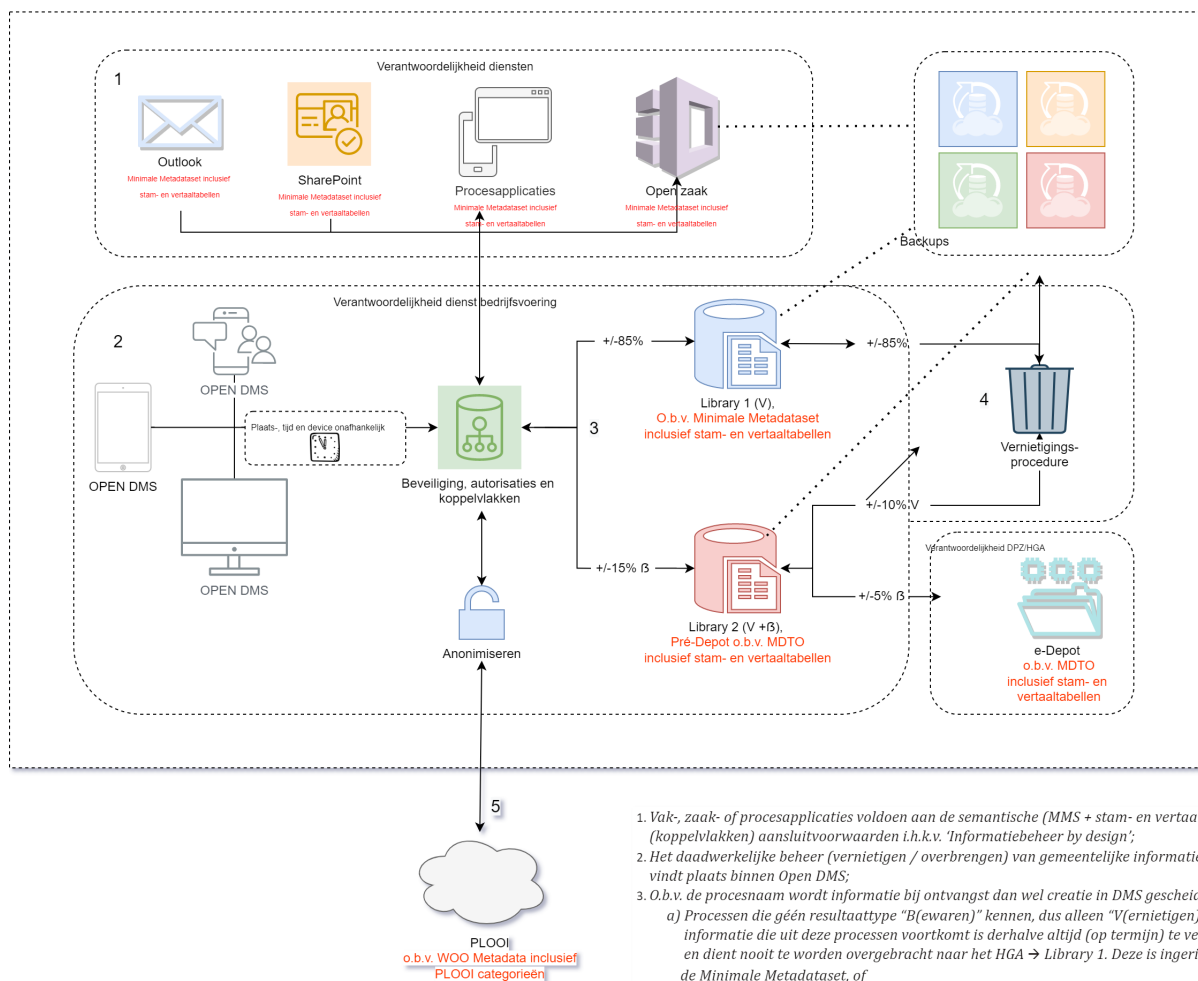 1
Verantwoordelijkheid diensten
Outlook
Minimale Metadataset inclusief
stam- en vertaaltabellen
SharePoint
Minimale Metadataset inclusief
stam- en vertaaltabellen
Procesapplicaties
Minimale Metadataset inclusief
stam- en vertaaltabellen
Open zaak
Minimale Metadataset inclusief
stam- en vertaaltabellen
Backups
Verantwoordelijkheid dienst bedrijfsvoering
2
OPEN DMS
OPEN DMS
OPEN DMS
Plaats-, tijd en device onafhankelijk
Beveiliging, autorisaties en
koppelvlakken
Anonimiseren
3
+/-85%
+/-15% ß
Library 1 (V),
O.b.v. Minimale Metadataset
inclusief stam- en vertaaltabellen
Library 2 (V +ß),
Pré-Depot o.b.v. MDTO
inclusief stam- en vertaaltabellen
+/-85%
+/-10% V
+/-5% ß
4
Vernietigings-
procedure
Verantwoordelijkheid DPZ/HGA
e-Depot
o.b.v. MDTO
inclusief stam- en
vertaaltabellen
5
PLOOI
o.b.v. WOO Metadata inclusief
PLOOI categorieën
1. Vak-, zaak- of procesapplicaties voldoen aan de semantische (MMS + stam- en vertaa
(koppelvlakken) aansluitvoorwaarden i.h.k.v. ‘Informatiebeheer by design’;
2. Het daadwerkelijke beheer (vernietigen / overbrengen) van gemeentelijke informatie
vindt plaats binnen Open DMS;
3. O.b.v. de procesnaam wordt informatie bij ontvangst dan wel creatie in DMS gescheid
a) Processen die géén resultaattype “B(ewaren)” kennen, dus alleen “V(ernietigen)
informatie die uit deze processen voortkomt is derhalve altijd (op termijn) te ve
en dient nooit te worden overgebracht naar het HGA → Library 1. Deze is ingeri
de Minimale Metadataset, of